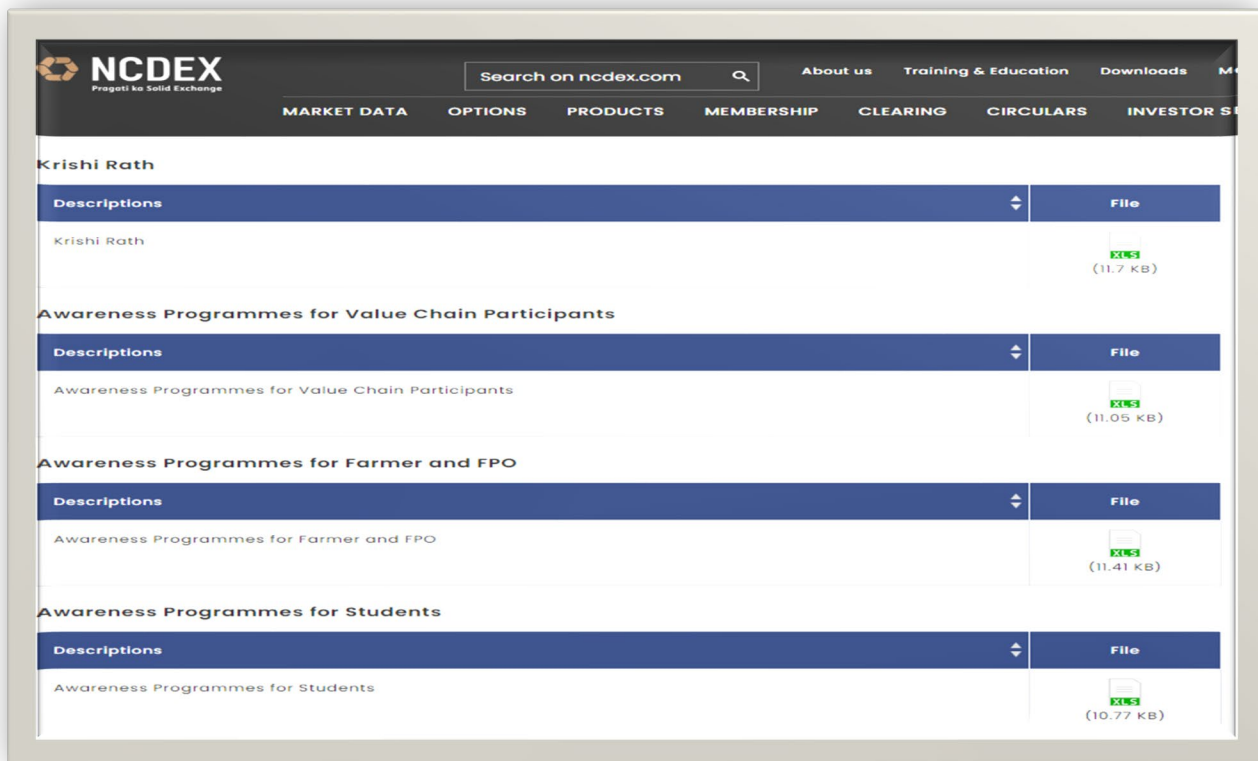 NCDEX
Pragati ka Solid Exchange
Search on ncdex.com
About us Training & Education Downloads
MARKET DATA OPTIONS PRODUCTS MEMBERSHIP CLEARING CIRCULARS INVESTOR
Krishi Rath
Descriptions File
Krishi Rath XLS
(11.7 KB)
Awareness Programmes for Value Chain Participants
Descriptions File
Awareness Programmes for Value Chain Participants XLS
(11.05 KB)
Awareness Programmes for Farmer and FPO
Descriptions File
Awareness Programmes for Farmer and FPO XLS
(11.41 KB)
Awareness Programmes for Students
Descriptions File
Awareness Programmes for Students XLS
(10.77 KB)